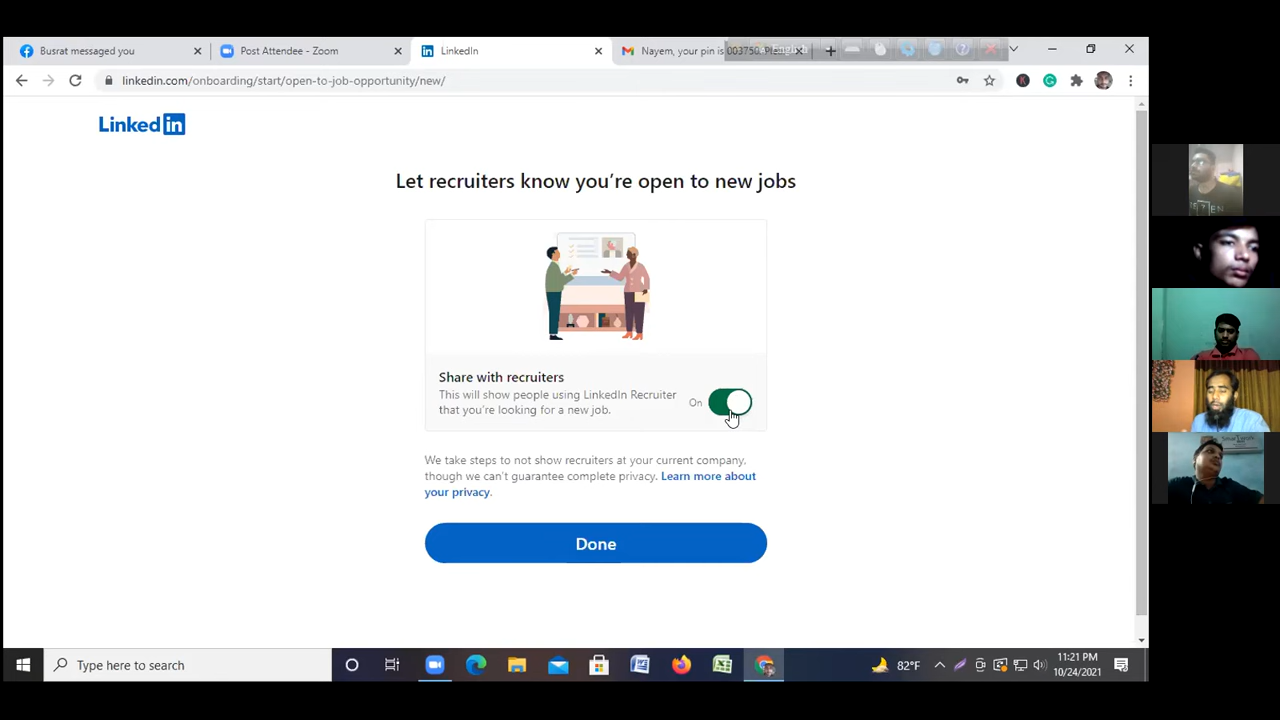 Busrat messaged you
Post Attendee - Zoom
LinkedIn
Nayem, your pin is 003750. Ple
English
linkedin.com/onboarding/start/open-to-job-opportunity/new/
Linked in
Let recruiters know you're open to new jobs
Share with recruiters
This will show people using LinkedIn Recruiter
that you're looking for a new job.
On
We take steps to not show recruiters at your current company,
though we can't guarantee complete privacy. Learn more about
your privacy.
Done
Type here to search
82°F
11:21 PM
10/24/2021